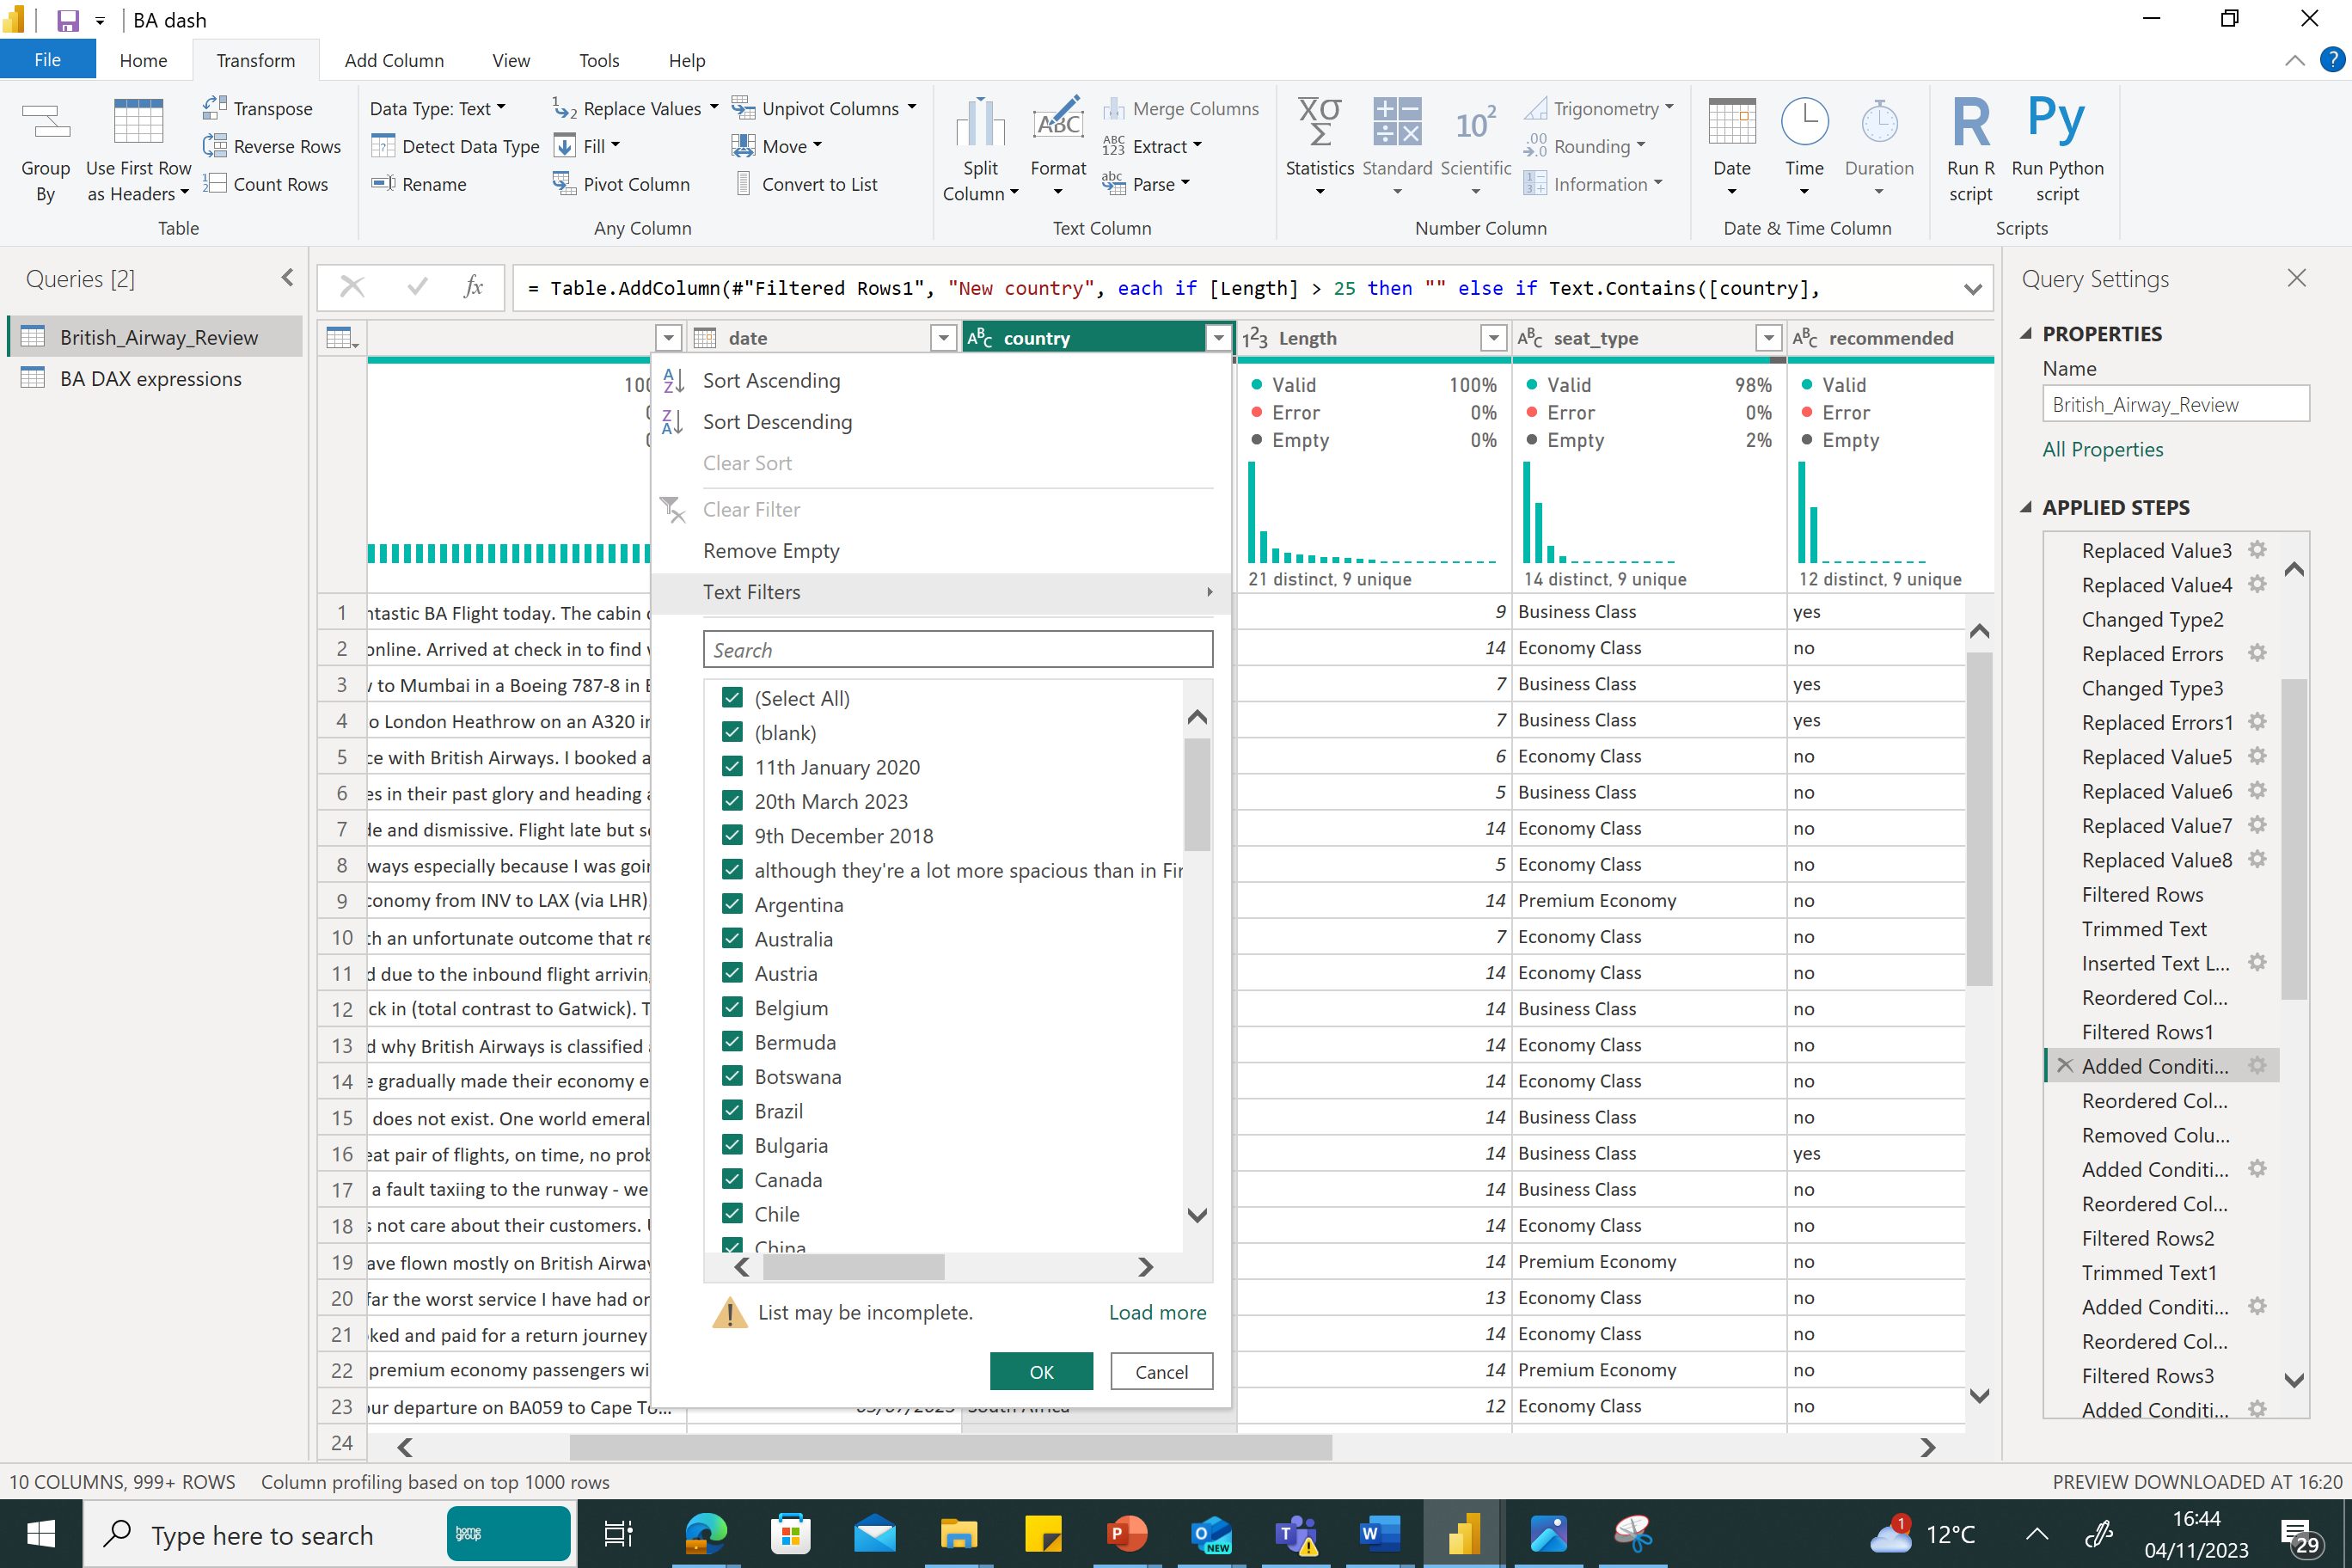 BA dash
File Home Transform Add Column View Tools Help
Group By
Use First Row as Headers
Transpose
Reverse Rows
Count Rows
Table
Data Type: Text
Detect Data Type
Rename
Replace Values
Fill
Pivot Column
Unpivot Columns
Move
Convert to List
Any Column
Split Column
Format
Merge Columns
Extract
Parse
Text Column
Statistics
Standard
Scientific
Trigonometry
Rounding
Information
Number Column
Date
Time
Duration
Date & Time Column
Run R script
Run Python script
Scripts
Queries [2]
British_Airway_Review
BA DAX expressions
= Table.AddColumn(#"Filtered Rows1", "New country", each if [Length] > 25 then "" else if Text.Contains([country],
date
country
Length
seat_type
recommended
Valid 100%
Error 0%
Empty 0%
21 distinct, 9 unique
Valid 98%
Error 0%
Empty 2%
14 distinct, 9 unique
Valid
Error
Empty
12 distinct, 9 unique
Sort Ascending
Sort Descending
Clear Sort
Clear Filter
Remove Empty
Text Filters
Search
(Select All)
(blank)
11th January 2020
20th March 2023
9th December 2018
although they're a lot more spacious than in Fir
Argentina
Australia
Austria
Belgium
Bermuda
Botswana
Brazil
Bulgaria
Canada
Chile
China
List may be incomplete. Load more
OK Cancel
1 ntastic BA Flight today. The cabin 9 Business Class yes
2 online. Arrived at check in to find 14 Economy Class no
3 to Mumbai in a Boeing 787-8 in 7 Business Class yes
4 o London Heathrow on an A320 in 7 Business Class yes
5 ce with British Airways. I booked a 6 Economy Class no
6 es in their past glory and heading 5 Business Class no
7 de and dismissive. Flight late but 14 Economy Class no
8 ways especially because I was goi 5 Economy Class no
9 conomy from INV to LAX (via LHR). 14 Premium Economy no
10 th an unfortunate outcome that re 7 Economy Class no
11 d due to the inbound flight arriving 14 Economy Class no
12 ck in (total contrast to Gatwick). T 14 Business Class no
13 d why British Airways is classified 14 Economy Class no
14 e gradually made their economy e 14 Economy Class no
15 does not exist. One world emeral 14 Business Class no
16 eat pair of flights, on time, no prob 14 Business Class yes
17 a fault taxiing to the runway - we 14 Business Class no
18 s not care about their customers. 14 Economy Class no
19 ave flown mostly on British Airway 14 Premium Economy no
20 far the worst service I have had on 13 Economy Class no
21 ked and paid for a return journey 14 Economy Class no
22 premium economy passengers wi 14 Premium Economy no
23 our departure on BA059 to Cape To... 12 Economy Class no
24
Query Settings
PROPERTIES
Name
British_Airway_Review
All Properties
APPLIED STEPS
Replaced Value3
Replaced Value4
Changed Type2
Replaced Errors
Changed Type3
Replaced Errors1
Replaced Value5
Replaced Value6
Replaced Value7
Replaced Value8
Filtered Rows
Trimmed Text
Inserted Text L...
Reordered Col...
Filtered Rows1
Added Conditi...
Reordered Col...
Removed Colu...
Added Conditi...
Reordered Col...
Filtered Rows2
Trimmed Text1
Added Conditi...
Reordered Col...
Filtered Rows3
Added Conditi...
10 COLUMNS, 999+ ROWS Column profiling based on top 1000 rows PREVIEW DOWNLOADED AT 16:20
Type here to search
home group
NEW
1
12°C
16:44
04/11/2023
29